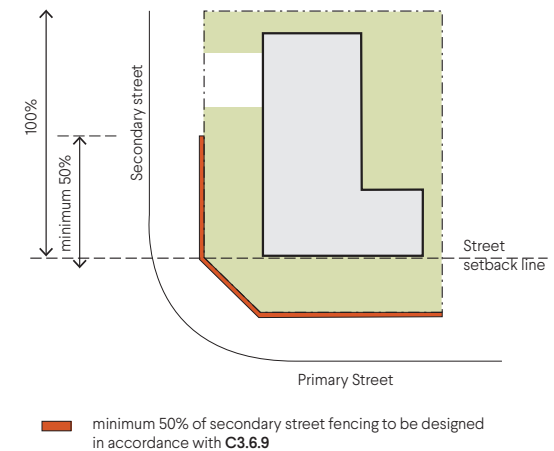 100%
minimum 50%
Secondary street
Street
setback line
Primary Street
minimum 50% of secondary street fencing to be designed
in accordance with C3.6.9